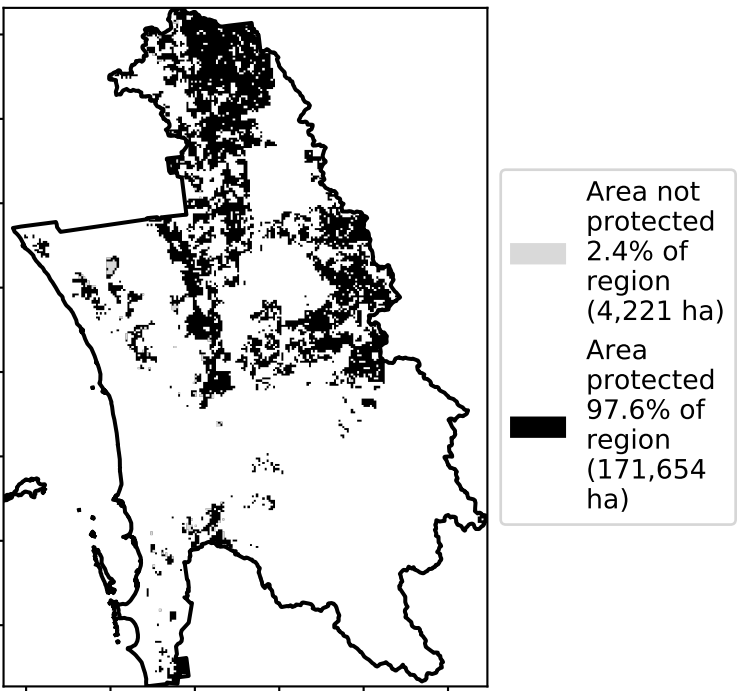 Area not
protected
2.4% of
region
(4,221 ha)
Area
protected
97.6% of
region
(171,654
ha)